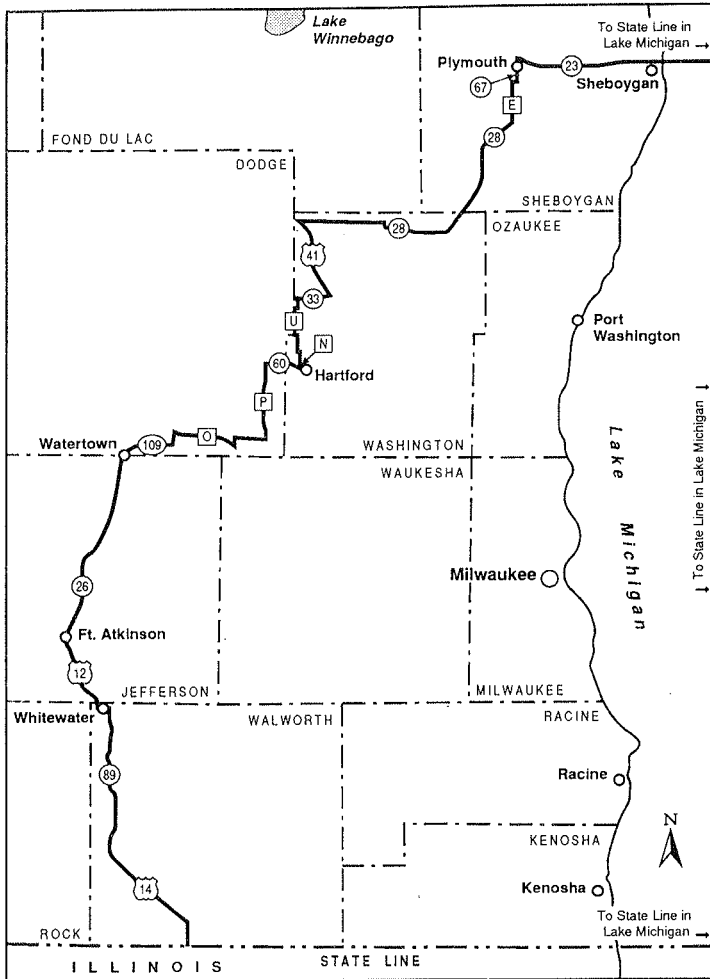 Lake
Winnebago
To State Line in
Lake Michigan →
Plymouth
23
Sheboygan
67
E
28
FOND DU LAC
DODGE
SHEBOYGAN
OZAUKEE
28
41
33
U
N
Port
Washington
60
Hartford
P
Watertown
109
O
WASHINGTON
WAUKESHA
Lake Michigan
To State Line in Lake Michigan
Milwaukee
26
Ft. Atkinson
12
JEFFERSON
MILWAUKEE
Whitewater
WALWORTH
RACINE
89
Racine
N
KENOSHA
14
Kenosha
ROCK
To State Line in
Lake Michigan →
STATE LINE
ILLINOIS